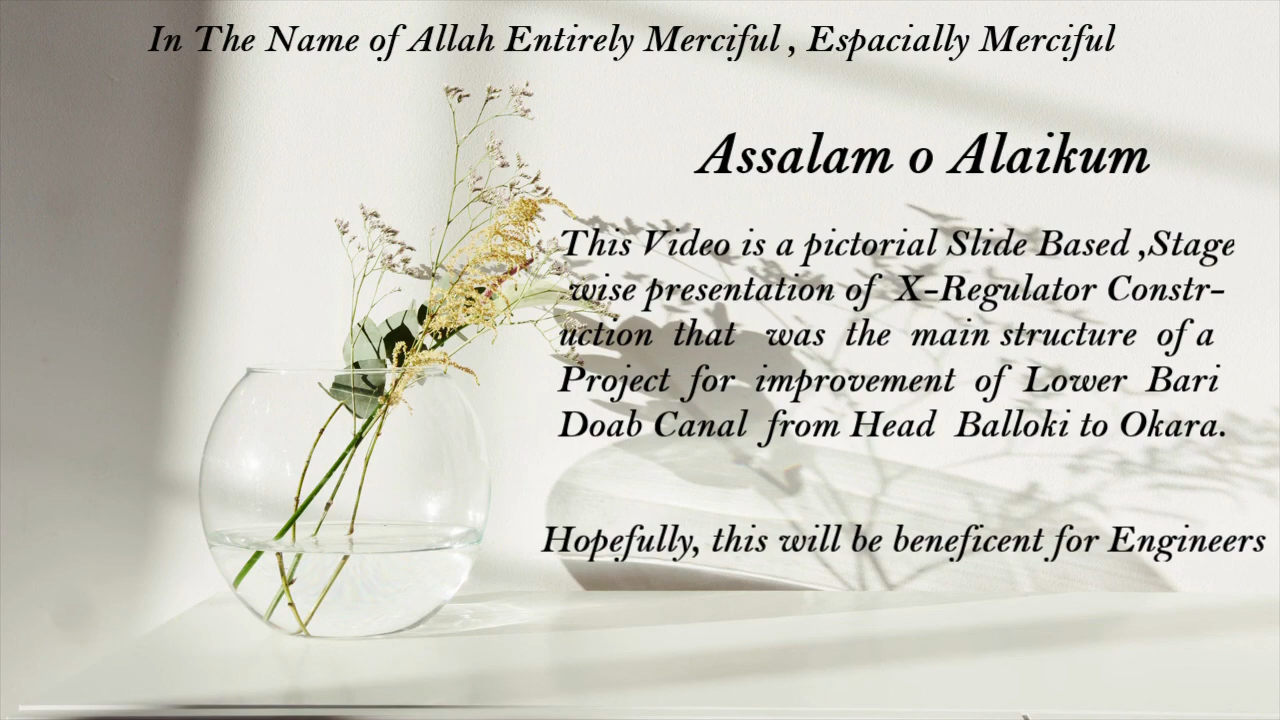 In The Name of Allah Entirely Merciful , Espacially Merciful
Assalam o Alaikum
This Video is a pictorial Slide Based ,Stage
wise presentation of X-Regulator Constr-
uction that was the main structure of a
Project for improvement of Lower Bari
Doab Canal from Head Balloki to Okara.
Hopefully, this will be beneficent for Engineers